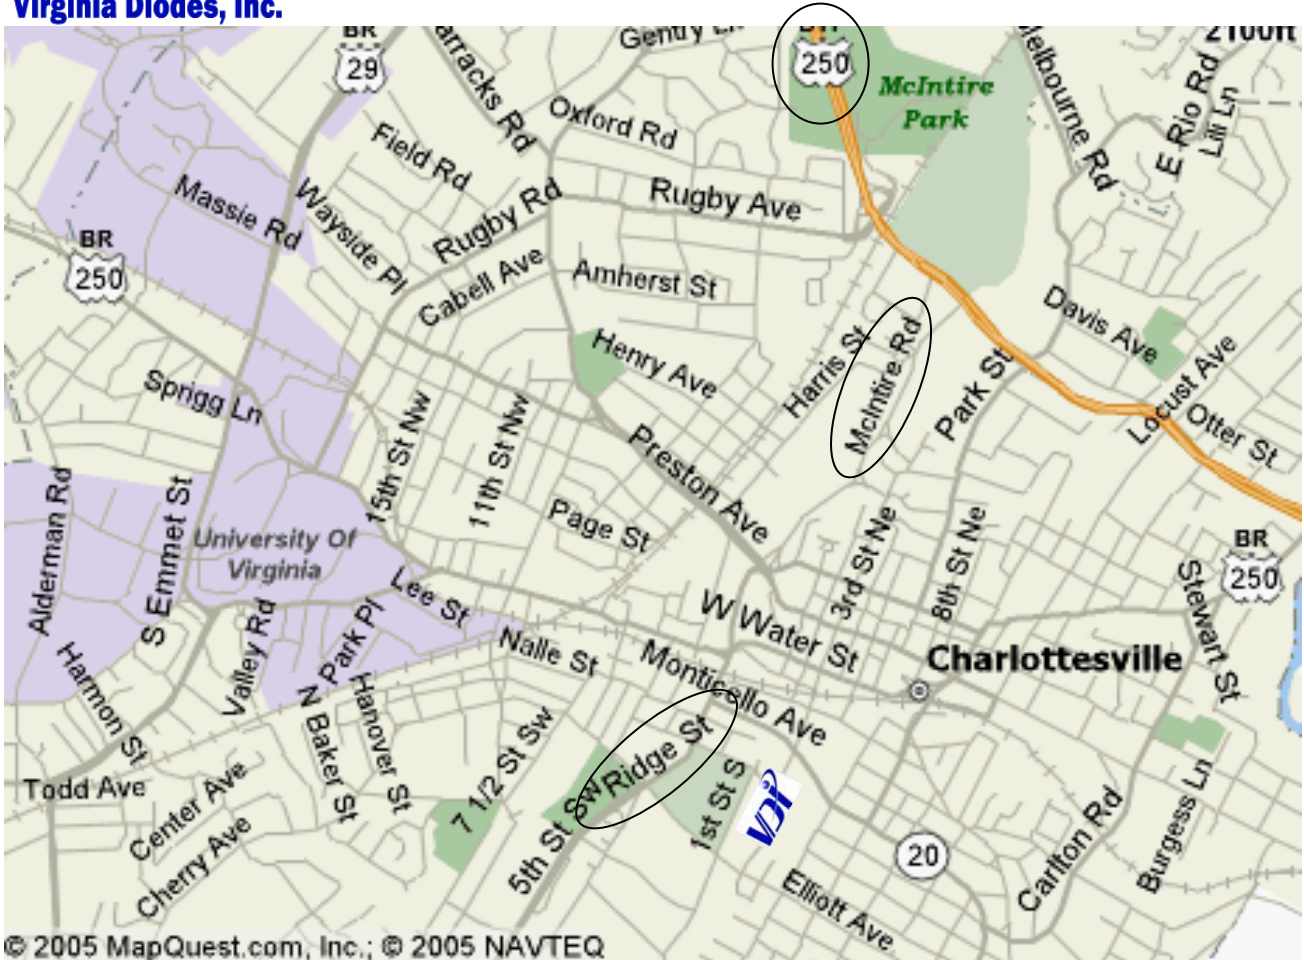 Virginia Diodes, Inc.
BR
29
Barracks Rd
Gentry Ln
250
McIntire
Park
Melbourne Rd
2100ft
E Rio Rd
Lili Ln
Field Rd
Oxford Rd
Massie Rd
Wayside Pl
Rugby Rd
Rugby Ave
BR
250
Cabell Ave
Amherst St
Henry Ave
Davis Ave
Locust Ave
Otter St
Harris St
McIntire Rd
Park St
Sprigg Ln
15th St Nw
11th St Nw
Preston Ave
Page St
Alderman Rd
S Emmet St
University Of
Virginia
Lee St
3rd St Ne
8th St Ne
BR
250
Stewart St
W Water St
Charlottesville
Harmon St
Valley Rd
N Park Pl
N Baker St
Hanover St
Nalle St
Monticello Ave
Ridge St
7 1/2 St Sw
5th St Sw
1st St S
VDI
Todd Ave
Center Ave
Cherry Ave
20
Carlton Rd
Burgess Ln
Elliott Ave
© 2005 MapQuest.com, Inc.; © 2005 NAVTEQ